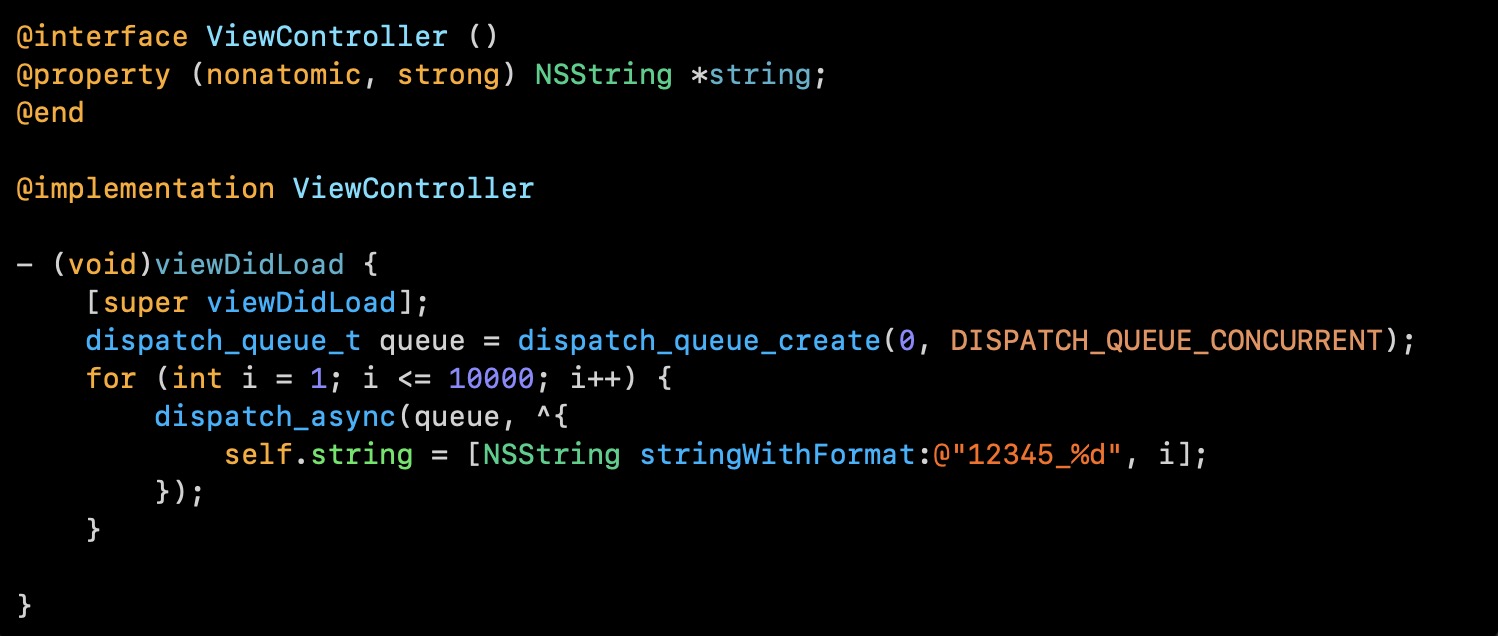 @interface ViewController ()
@property (nonatomic, strong) NSString *string;
@end
@implementation ViewController
- (void)viewDidLoad {
[super viewDidLoad];
dispatch_queue_t queue = dispatch_queue_create(0, DISPATCH_QUEUE_CONCURRENT);
for (int i = 1; i <= 10000; i++) {
dispatch_async(queue, ^{
self.string = [NSString stringWithFormat:@"12345_%d", i];
});
}
}